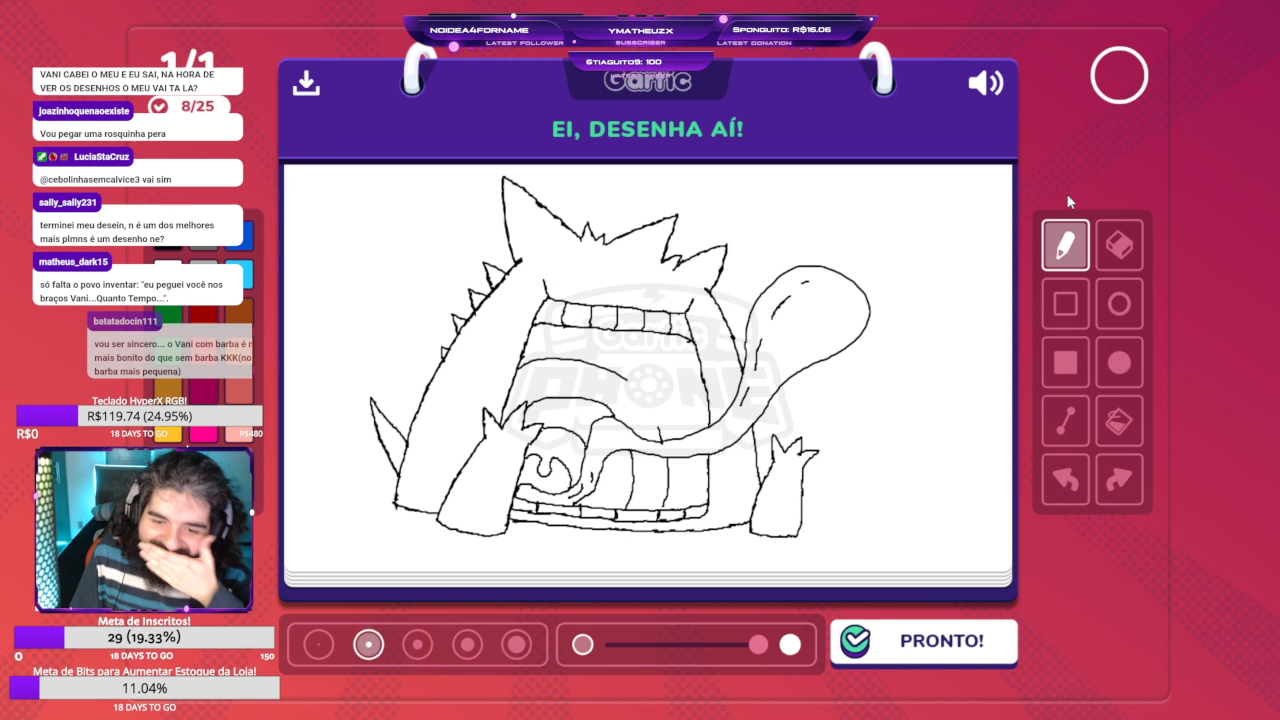 NOIDEA4FORNAME
LATEST FOLLOWER
YMATHEUZX
SUBSCRIBER
SPONGUITO: R$16.06
LATEST DONATION
6TIAGUITO9: 100
Gartic
1/1
EI, DESENHA AÍ!
VANI CABEI O MEU E EU SAI, NA HORA DE
VER OS DESENHOS O MEU VAI TA LA?
8/25
joazinhoquenaoexiste
Vou pegar uma rosquinha pera
LuciaStaCruz
@cebolinhasemcalvice3 vai sim
sally_sally231
terminei meu desein, n é um dos melhores
mais plmns é um desenho ne?
matheus_dark15
só falta o povo inventar: "eu peguei você nos
braços Vani...Quanto Tempo...".
batatadocin111
vou ser sincero... o Vani com barba é
mais bonito do que sem barba KKK(no
barba mais pequena)
Gartic
PHONE
Teclado HyperX RGB!
R$119.74 (24.95%)
R$0
18 DAYS TO GO
R$480
Meta de Inscritos!
29 (19.33%)
0
18 DAYS TO GO
150
Meta de Bits para Aumentar Estoque da Loja!
11.04%
18 DAYS TO GO
PRONTO!